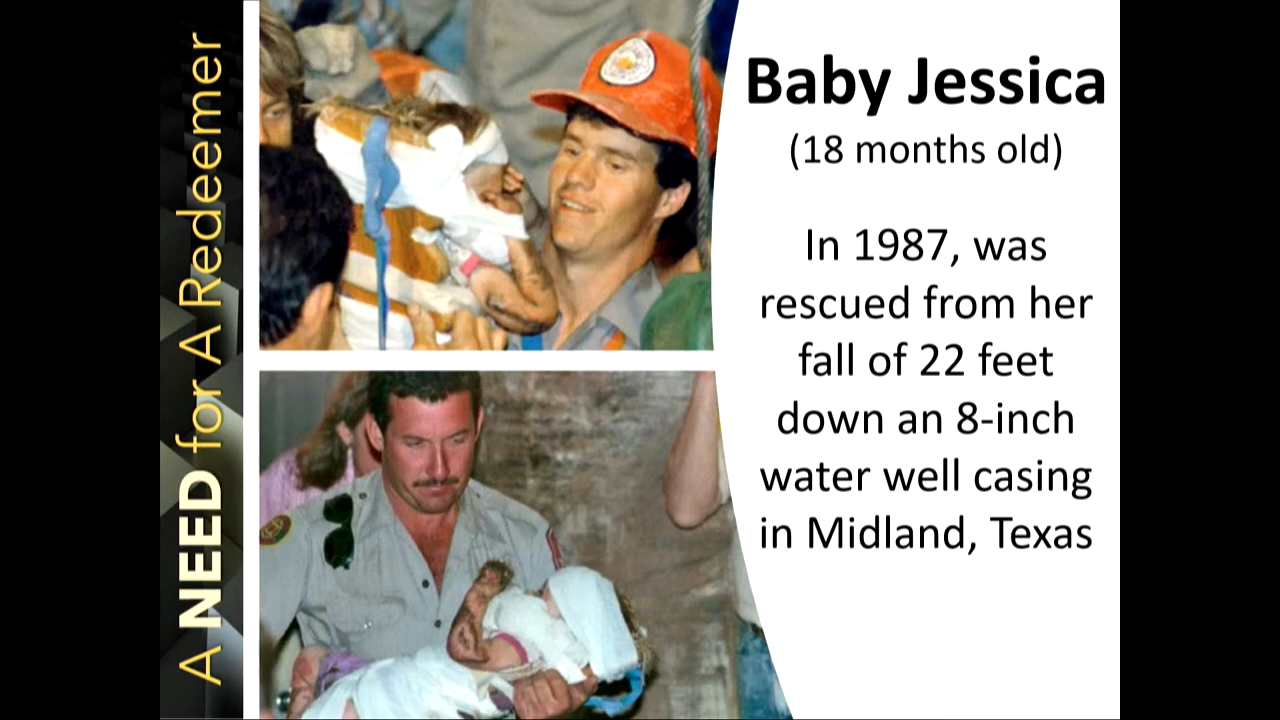 A NEED for A Redeemer
Baby Jessica
(18 months old)
In 1987, was
rescued from her
fall of 22 feet
down an 8-inch
water well casing
in Midland, Texas